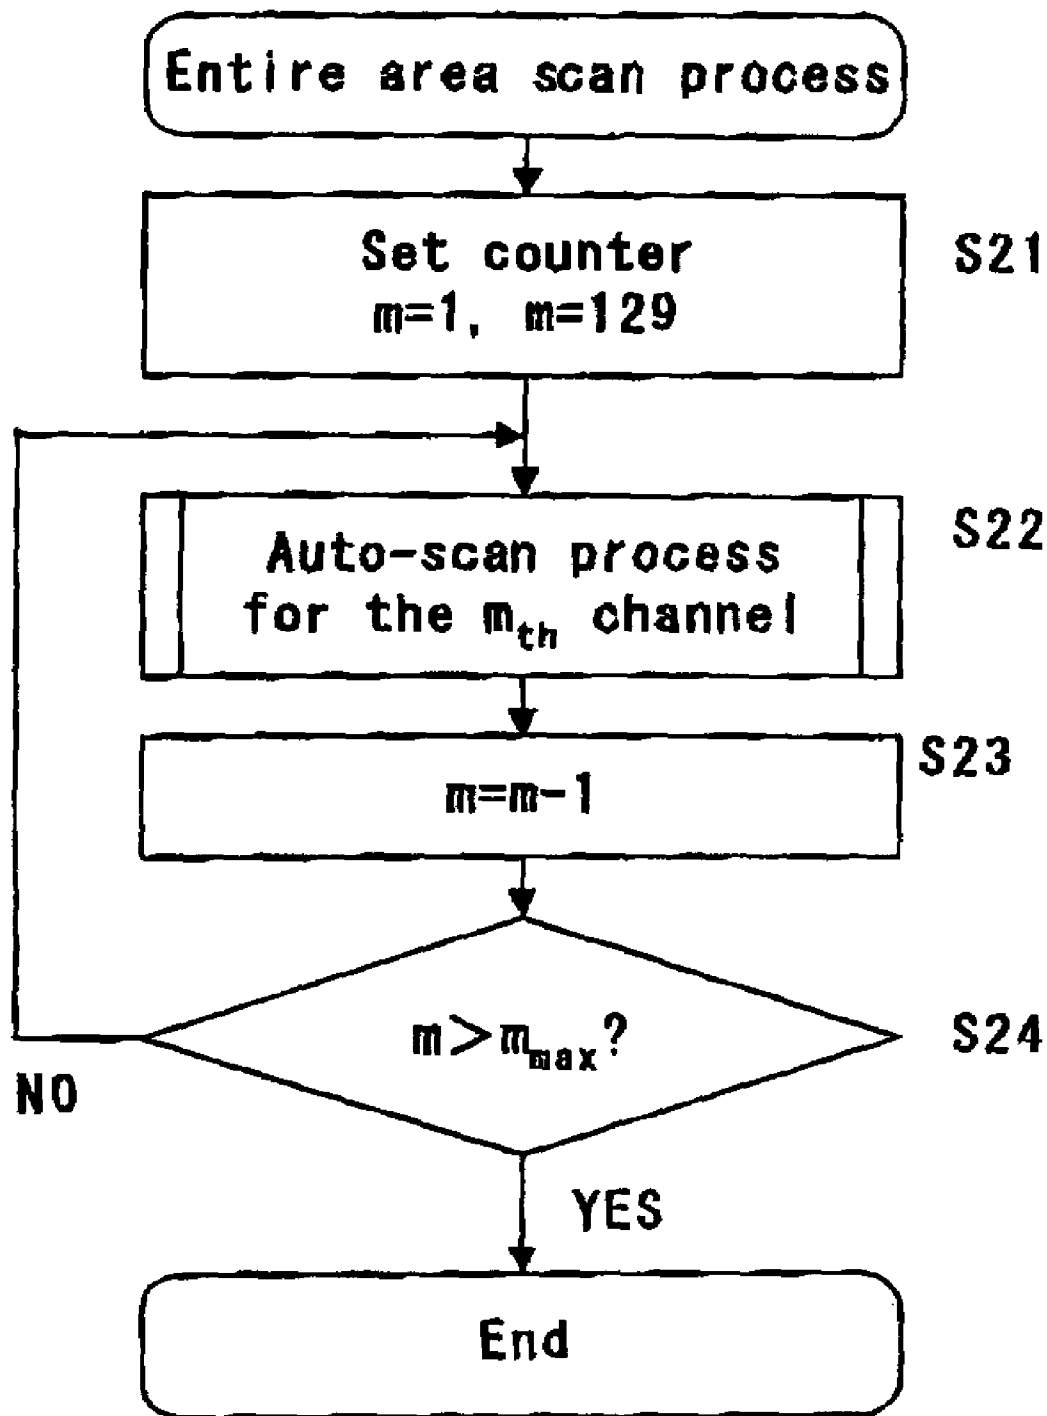 Entire area scan process
Set counter
m=1, m=129
S21
Auto-scan process
for the mth channel
S22
m=m-1
S23
m>mmax?
S24
NO
YES
End